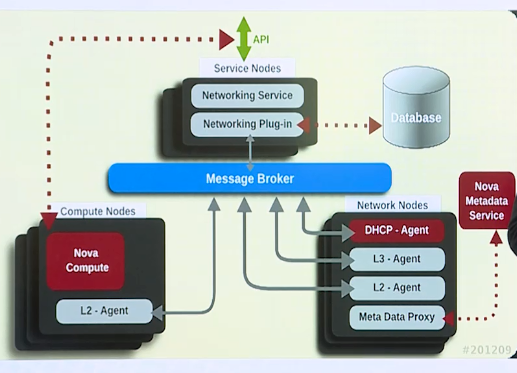 API
Service Nodes
Networking Service
Networking Plug-in
Database
Message Broker
Compute Nodes
Nova
Compute
L2 - Agent
Network Nodes
DHCP - Agent
L3 - Agent
L2 - Agent
Meta Data Proxy
Nova
Metadata
Service
#201209